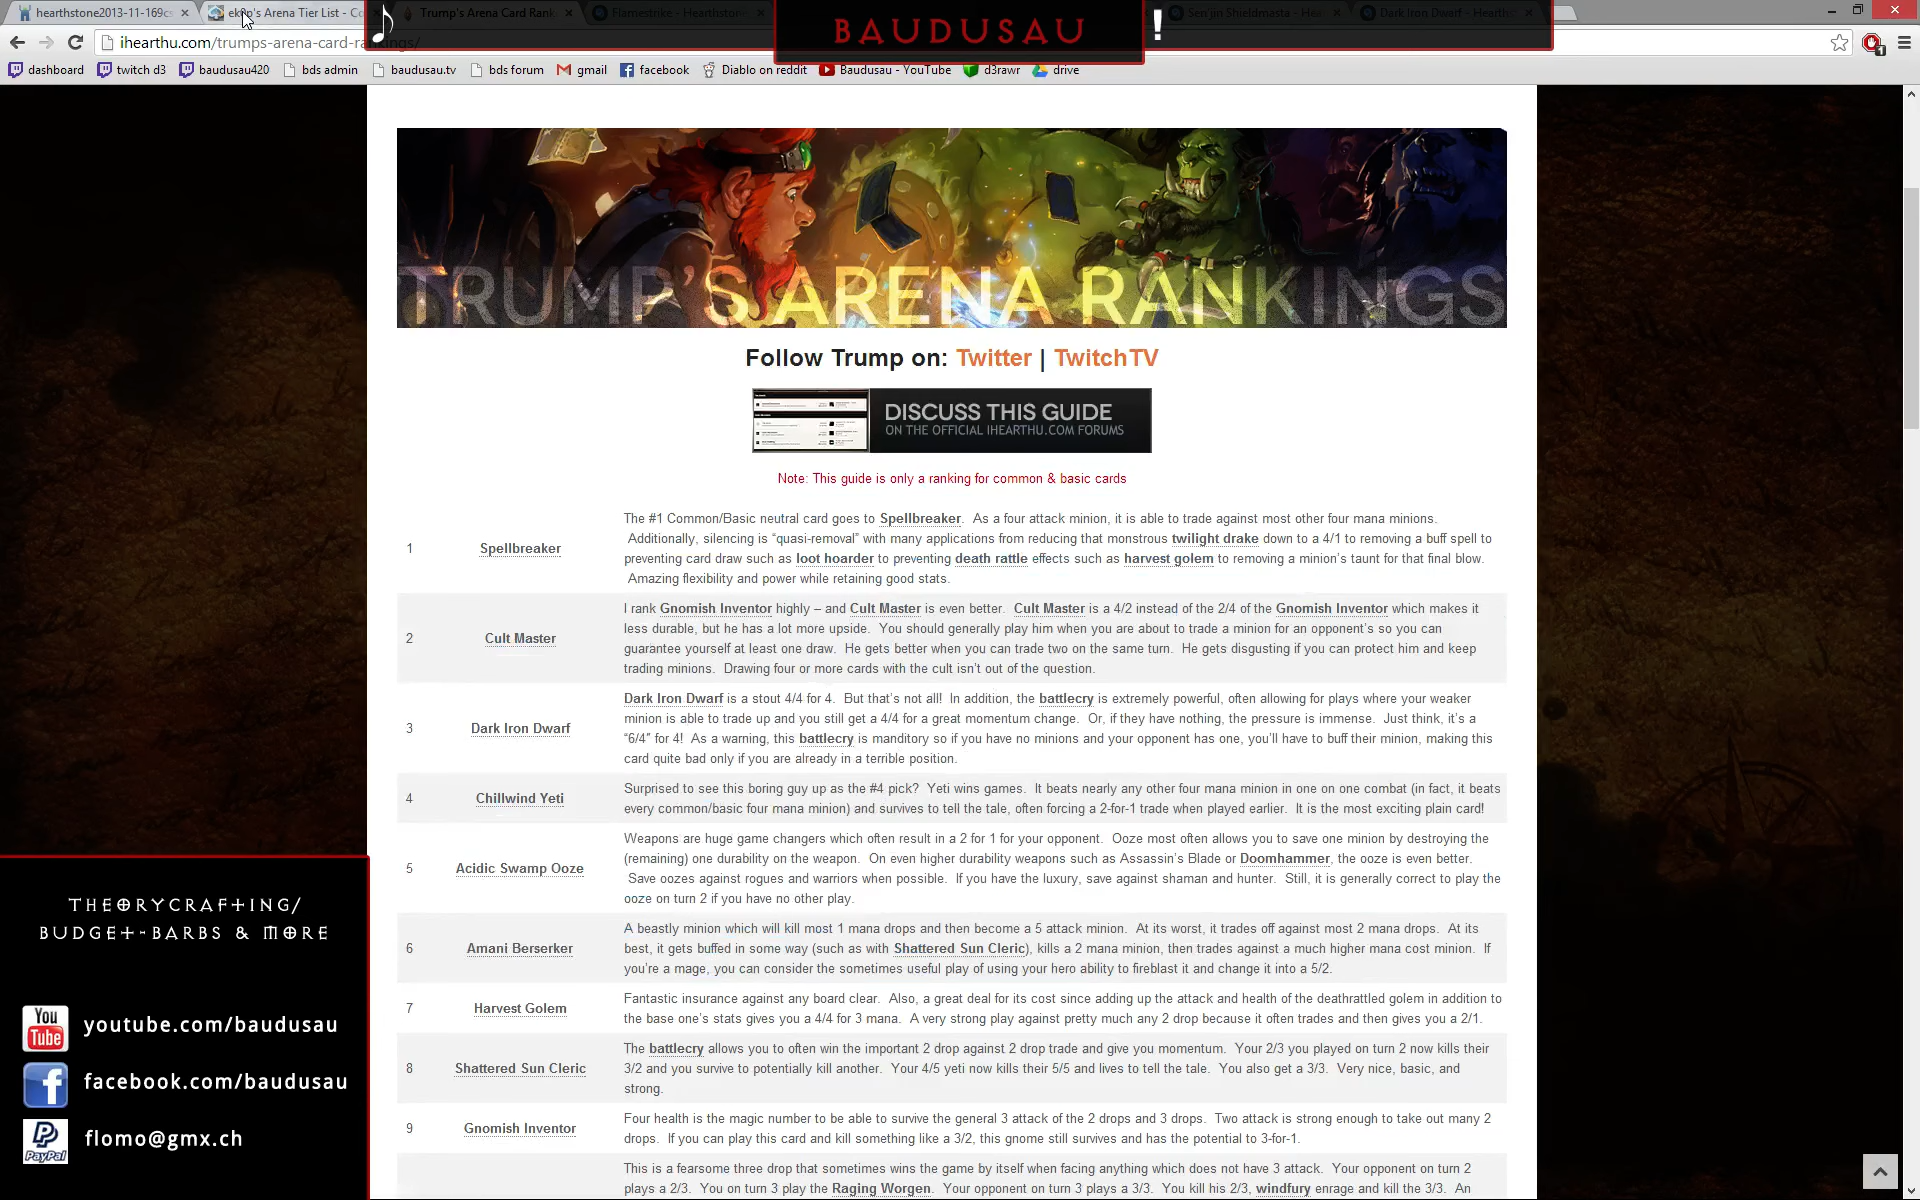 hearthstone2013-11-169c
ek0p's Arena Tier List - Co
Trump's Arena Card Rank
Flamestrike - Hearthston
Sen'jin Shieldmasta - Hea
Dark Iron Dwarf - Hearth
BAUDUSAU
!
ihearthu.com/trumps-arena-card-rankings/
dashboard
twitch d3
baudusau420
bds admin
baudusau.tv
bds forum
gmail
facebook
Diablo on reddit
Baudusau - YouTube
d3rawr
drive
TRUMP'S ARENA RANKINGS
Follow Trump on: Twitter | TwitchTV
DISCUSS THIS GUIDE
ON THE OFFICIAL IHEARTHU.COM FORUMS
Note: This guide is only a ranking for common & basic cards
1
Spellbreaker
The #1 Common/Basic neutral card goes to Spellbreaker. As a four attack minion, it is able to trade against most other four mana minions.
Additionally, silencing is “quasi-removal” with many applications from reducing that monstrous twilight drake down to a 4/1 to removing a buff spell to
preventing card draw such as loot hoarder to preventing death rattle effects such as harvest golem to removing a minion’s taunt for that final blow.
Amazing flexibility and power while retaining good stats.
2
Cult Master
I rank Gnomish Inventor highly – and Cult Master is even better. Cult Master is a 4/2 instead of the 2/4 of the Gnomish Inventor which makes it
less durable, but he has a lot more upside. You should generally play him when you are about to trade a minion for an opponent’s so you can
guarantee yourself at least one draw. He gets better when you can trade two on the same turn. He gets disgusting if you can protect him and keep
trading minions. Drawing four or more cards with the cult isn’t out of the question.
3
Dark Iron Dwarf
Dark Iron Dwarf is a stout 4/4 for 4. But that’s not all! In addition, the battlecry is extremely powerful, often allowing for plays where your weaker
minion is able to trade up and you still get a 4/4 for a great momentum change. Or, if they have nothing, the pressure is immense. Just think, it’s a
“6/4” for 4! As a warning, this battlecry is manditory so if you have no minions and your opponent has one, you’ll have to buff their minion, making this
card quite bad only if you are already in a terrible position.
4
Chillwind Yeti
Surprised to see this boring guy up as the #4 pick? Yeti wins games. It beats nearly any other four mana minion in one on one combat (in fact, it beats
every common/basic four mana minion) and survives to tell the tale, often forcing a 2-for-1 trade when played earlier. It is the most exciting plain card!
5
Acidic Swamp Ooze
Weapons are huge game changers which often result in a 2 for 1 for your opponent. Ooze most often allows you to save one minion by destroying the
(remaining) one durability on the weapon. On even higher durability weapons such as Assassin’s Blade or Doomhammer, the ooze is even better.
Save oozes against rogues and warriors when possible. If you have the luxury, save against shaman and hunter. Still, it is generally correct to play the
ooze on turn 2 if you have no other play.
6
Amani Berserker
A beastly minion which will kill most 1 mana drops and then become a 5 attack minion. At its worst, it trades off against most 2 mana drops. At its
best, it gets buffed in some way (such as with Shattered Sun Cleric), kills a 2 mana minion, then trades against a much higher mana cost minion. If
you’re a mage, you can consider the sometimes useful play of using your hero ability to fireblast it and change it into a 5/2.
7
Harvest Golem
Fantastic insurance against any board clear. Also, a great deal for its cost since adding up the attack and health of the deathrattled golem in addition to
the base one’s stats gives you a 4/4 for 3 mana. A very strong play against pretty much any 2 drop because it often trades and then gives you a 2/1.
8
Shattered Sun Cleric
The battlecry allows you to often win the important 2 drop against 2 drop trade and give you momentum. Your 2/3 you played on turn 2 now kills their
3/2 and you survive to potentially kill another. Your 4/5 yeti now kills their 5/5 and lives to tell the tale. You also get a 3/3. Very nice, basic, and
strong.
9
Gnomish Inventor
Four health is the magic number to be able to survive the general 3 attack of the 2 drops and 3 drops. Two attack is strong enough to take out many 2
drops. If you can play this card and kill something like a 3/2, this gnome still survives and has the potential to 3-for-1.
This is a fearsome three drop that sometimes wins the game by itself when facing anything which does not have 3 attack. Your opponent on turn 2
plays a 2/3. You on turn 3 play the Raging Worgen. Your opponent on turn 3 plays a 3/3. You kill his 2/3, windfury enrage and kill the 3/3. An
THEORYCRAFTING/
BUDGET-BARBS & MORE
You
Tube
youtube.com/baudusau
facebook.com/baudusau
PayPal
flomo@gmx.ch